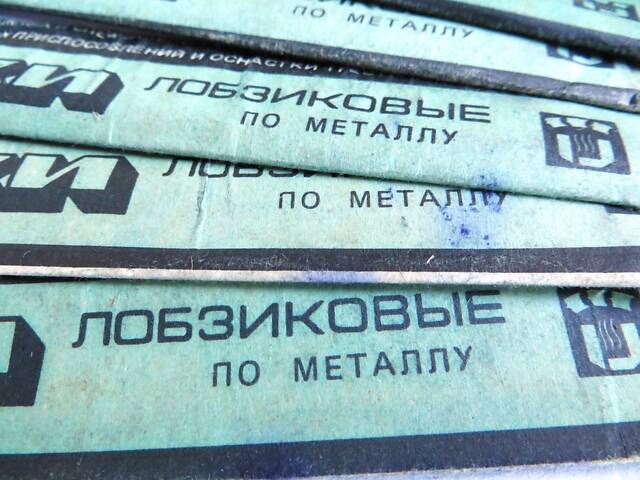 ПО МЕТАЛЛУ
ПРИСПОСОБЛЕНИЙ И ОСНАСТКИ
ЛОБЗИКОВЫЕ
ПО МЕТАЛЛУ
ПО МЕТАЛЛУ
ЛОБЗИКОВЫЕ
ПО МЕТАЛЛУ